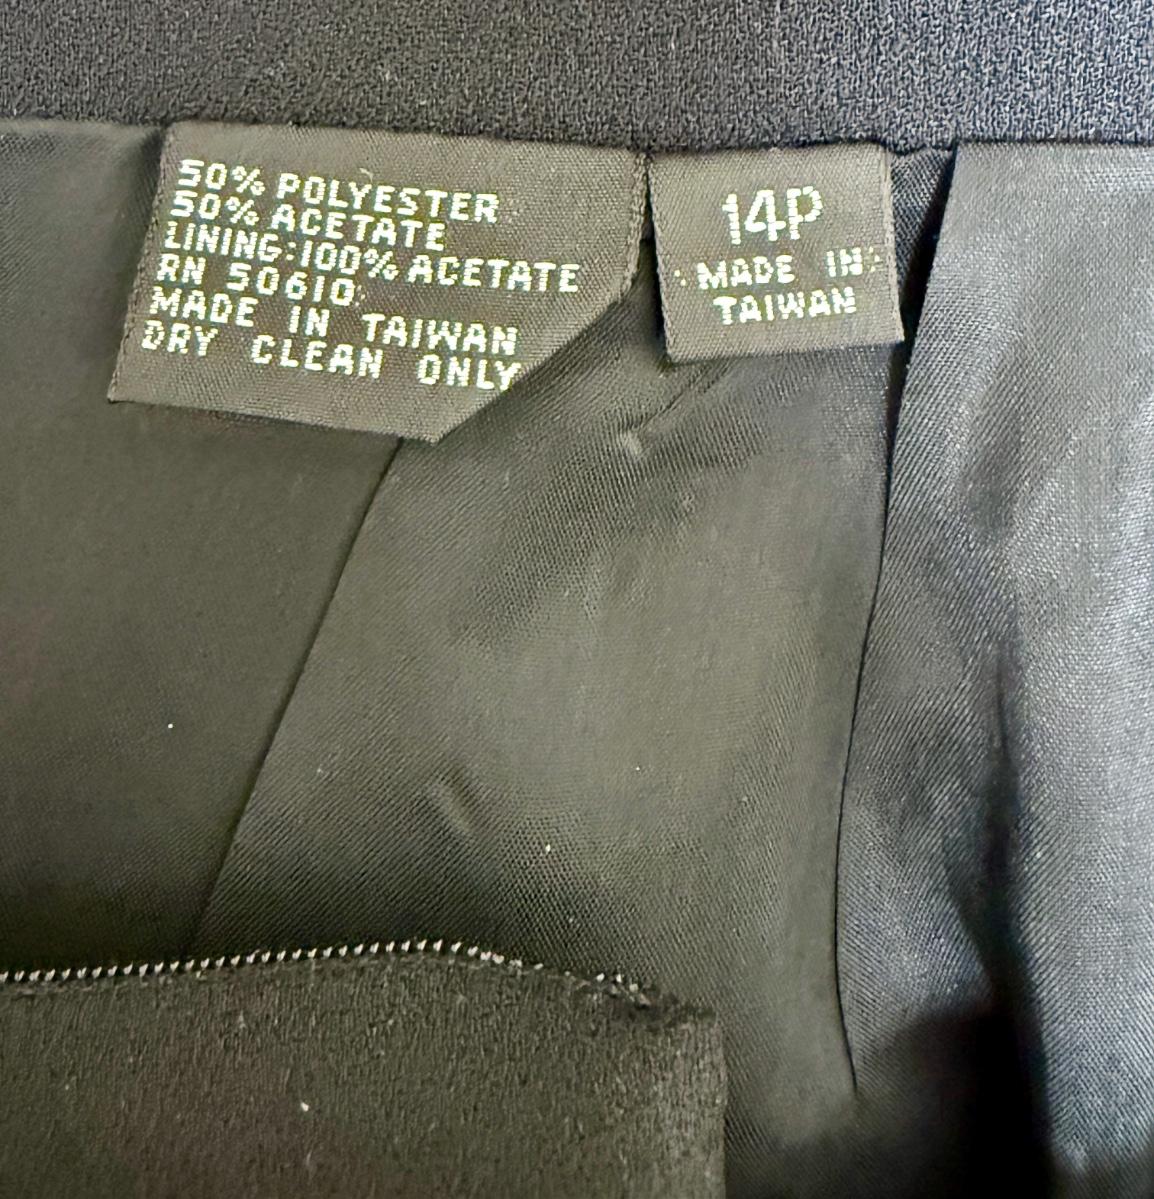 50% POLYESTER
50% ACETATE
LINING:100% ACETATE
RN 50610
MADE IN TAIWAN
DRY CLEAN ONLY
14P
MADE IN
TAIWAN